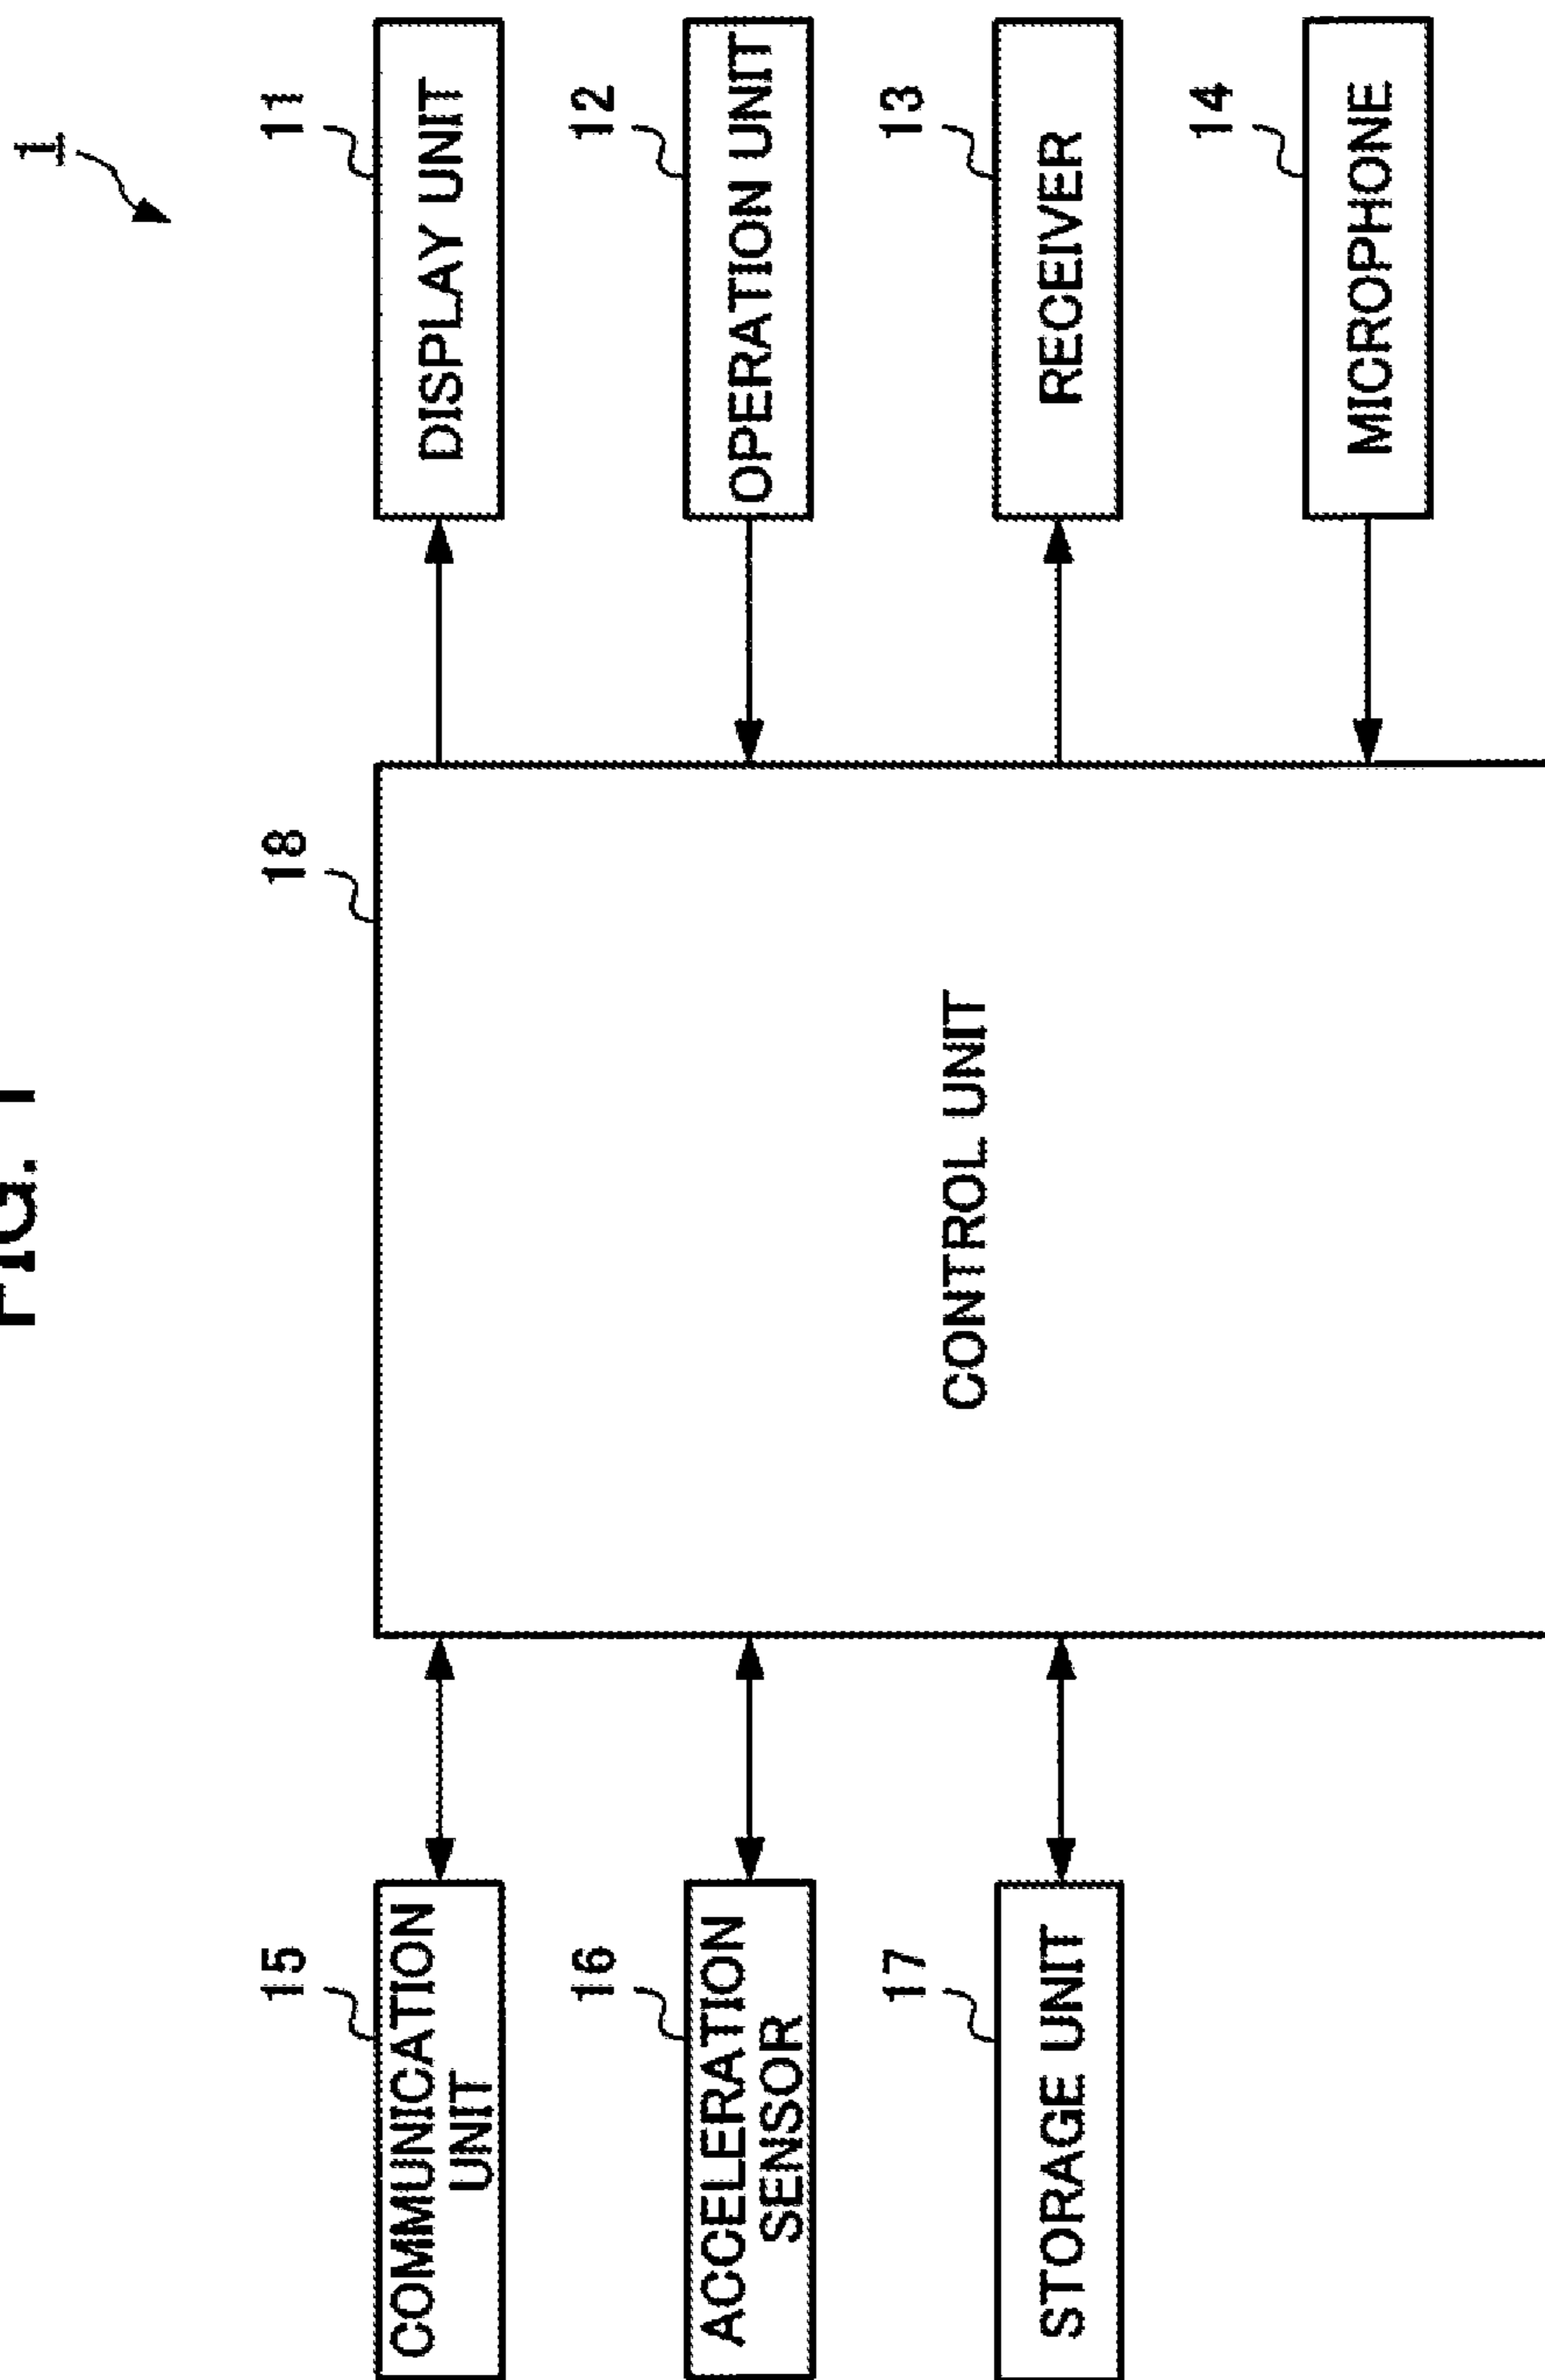 FIG. 1
1
15
COMMUNICATION
UNIT
16
ACCELERATION
SENSOR
17
STORAGE UNIT
18
CONTROL UNIT
11
DISPLAY UNIT
12
OPERATION UNIT
13
RECEIVER
14
MICROPHONE